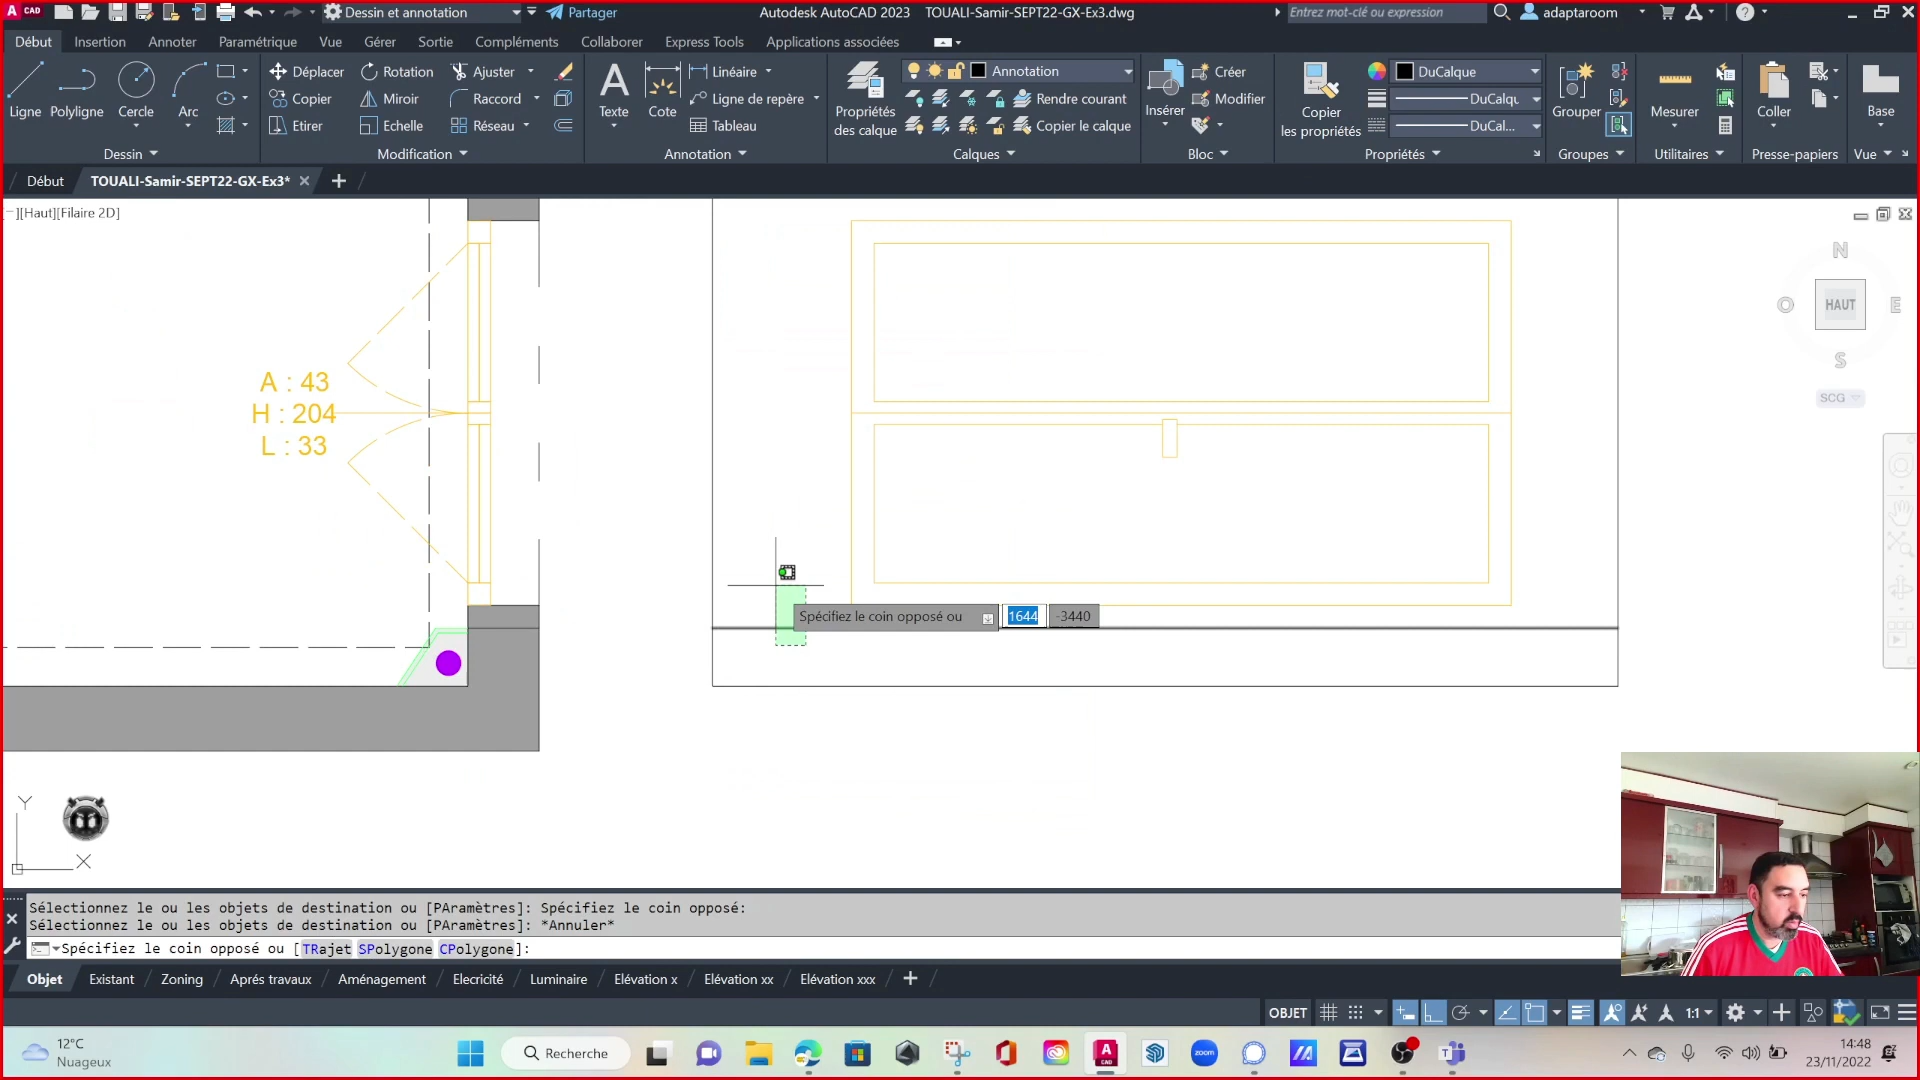 A CAD
Dessin et annotation
Partager
Autodesk AutoCAD 2023 TOUALI-Samir-SEPT22-GX-Ex3.dwg
Entrez mot-clé ou expression
adaptaroom
Début Insertion Annoter Paramétrique Vue Gérer Sortie Compléments Collaborer Express Tools Applications associées
Ligne Polyligne Cercle Arc
Déplacer Rotation Ajuster
Copier Miroir Raccord
Etirer Echelle Réseau
Texte Cote
Linéaire
Ligne de repère
Tableau
Propriétés
des calque
Annotation
Rendre courant
Copier le calque
Insérer
Créer
Modifier
Copier
les propriétés
DuCalque
DuCalqu
DuCal...
Grouper
Mesurer
Coller
Base
Dessin Modification Annotation Calques Bloc Propriétés Groupes Utilitaires Presse-papiers Vue
Début TOUALI-Samir-SEPT22-GX-Ex3*
][Haut][Filaire 2D]
N
O HAUT E
S
SCG
A : 43
H : 204
L : 33
Spécifiez le coin opposé ou 1644 -3440
Y
X
Sélectionnez le ou les objets de destination ou [PAramètres]: Spécifiez le coin opposé:
Sélectionnez le ou les objets de destination ou [PAramètres]: *Annuler*
Spécifiez le coin opposé ou [TRajet SPolygone CPolygone]:
Objet Existant Zoning Aprés travaux Aménagement Elecricité Luminaire Elévation x Elévation xx Elévation xxx
OBJET
1:1
12°C
Nuageux
Recherche
zoom
14:48
23/11/2022